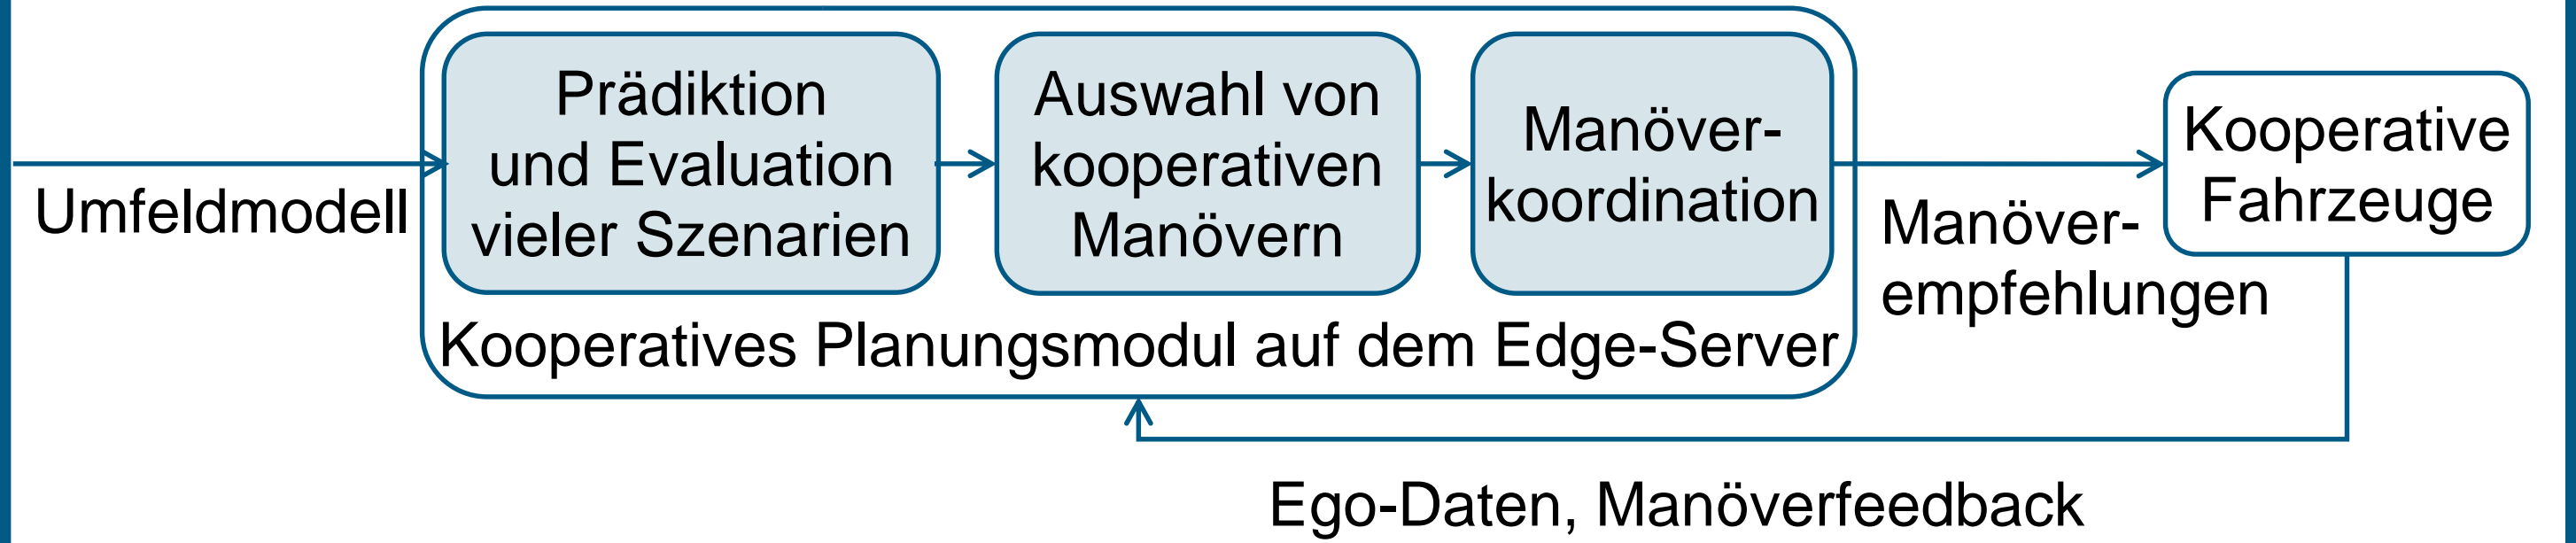 Umfeldmodell
Prädiktion
und Evaluation
vieler Szenarien
Auswahl von
kooperativen
Manövern
Manöver-
koordination
Kooperatives Planungsmodul auf dem Edge-Server
Manöver-
empfehlungen
Kooperative
Fahrzeuge
Ego-Daten, Manöverfeedback